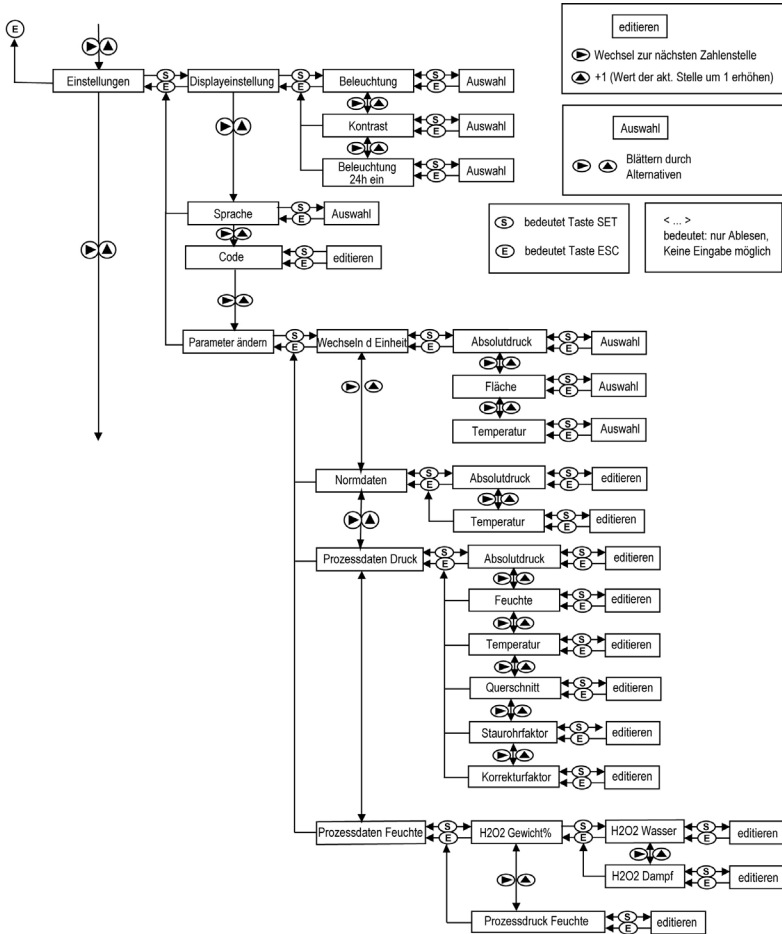 E
Einstellungen
S
E
Displayeinstellung
S
E
Beleuchtung
S
E
Auswahl
Kontrast
S
E
Auswahl
Beleuchtung
24h ein
S
E
Auswahl
Sprache
S
E
Auswahl
Code
S
E
editieren
Parameter ändern
S
E
Wechseln d Einheit
S
E
Absolutdruck
S
E
Auswahl
Fläche
S
E
Auswahl
Temperatur
S
E
Auswahl
Normdaten
S
E
Absolutdruck
S
E
editieren
Temperatur
S
E
editieren
Prozessdaten Druck
S
E
Absolutdruck
S
E
editieren
Feuchte
S
E
editieren
Temperatur
S
E
editieren
Querschnitt
S
E
editieren
Staurohrfaktor
S
E
editieren
Korrekturfaktor
S
E
editieren
Prozessdaten Feuchte
S
E
H2O2 Gewicht%
S
E
H2O2 Wasser
S
E
editieren
H2O2 Dampf
S
E
editieren
Prozessdruck Feuchte
S
E
editieren
editieren
Wechsel zur nächsten Zahlenstelle
+1 (Wert der akt. Stelle um 1 erhöhen)
Auswahl
Blättern durch
Alternativen
S bedeutet Taste SET
E bedeutet Taste ESC
< ... >
bedeutet: nur Ablesen,
Keine Eingabe möglich